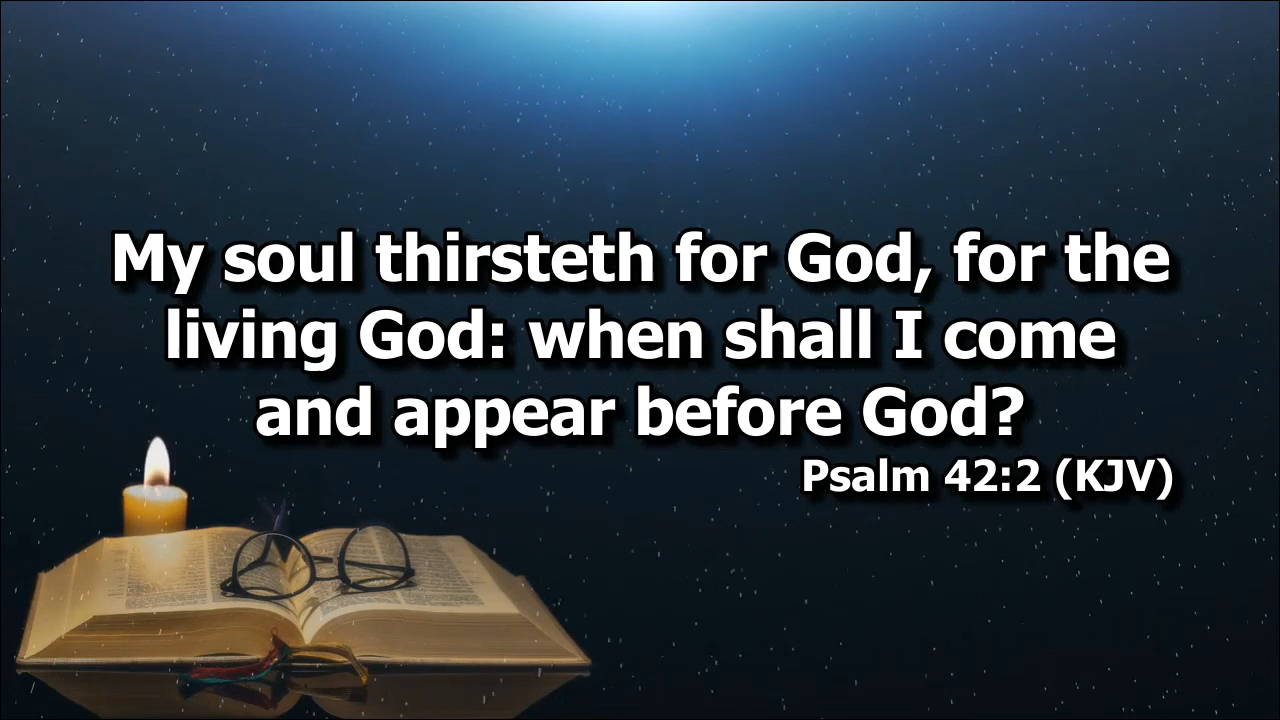 My soul thirsteth for God, for the
living God: when shall I come
and appear before God?
Psalm 42:2 (KJV)